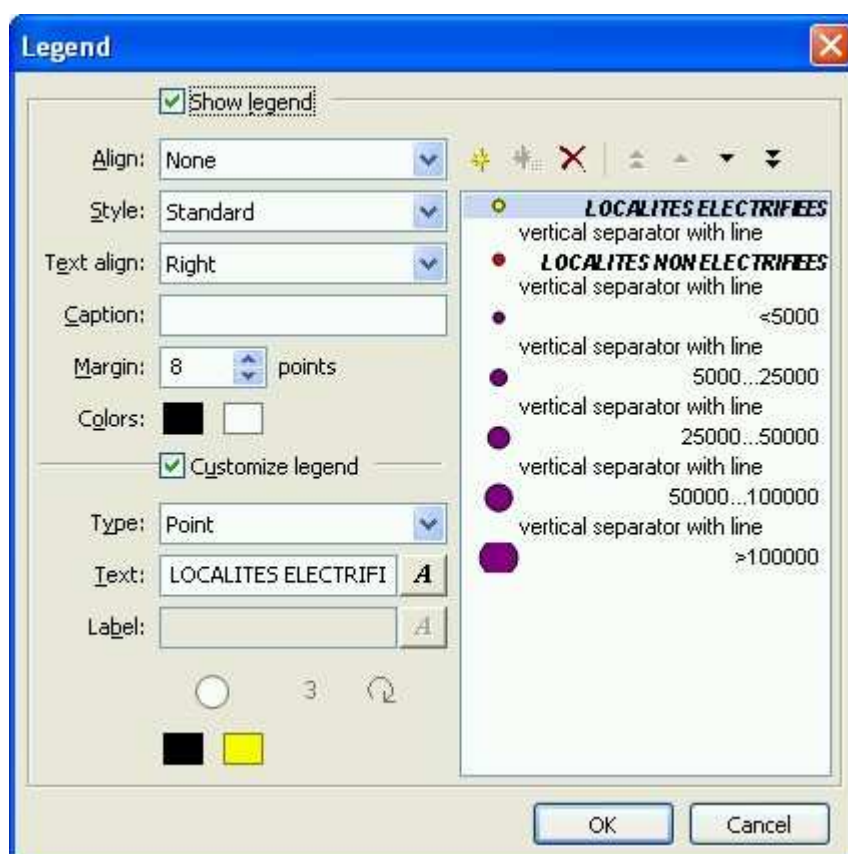 Legend
Show legend
Align: None
Style: Standard
Text align: Right
Caption:
Margin: 8 points
Colors:
Customize legend
Type: Point
Text: LOCALITES ELECTRIFI A
Label: A
3
LOCALITES ELECTRIFIEES
vertical separator with line
LOCALITES NON ELECTRIFIEES
vertical separator with line
<5000
vertical separator with line
5000...25000
vertical separator with line
25000...50000
vertical separator with line
50000...100000
vertical separator with line
>100000
OK Cancel